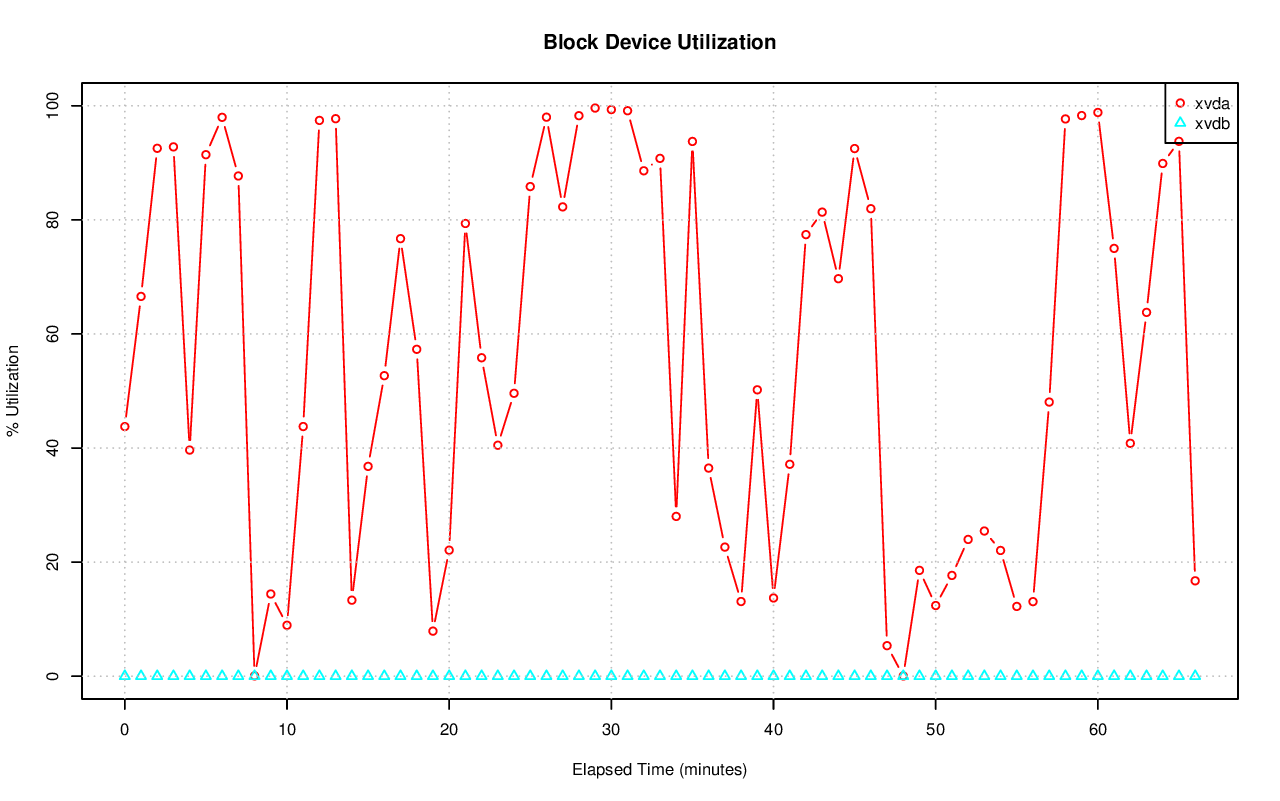 Block Device Utilization
xvda
xvdb
% Utilization
100
80
60
40
20
0
0 10 20 30 40 50 60
Elapsed Time (minutes)